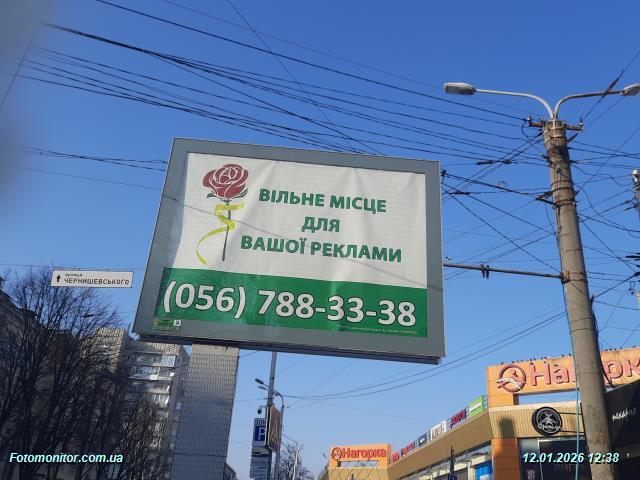 ВІЛЬНЕ МІСЦЕ
ДЛЯ
ВАШОЇ РЕКЛАМИ
(056) 788-33-38
вулиця
ЧЕРНИШЕВСЬКОГО
Нагорка
Нагорка
P
Fotomonitor.com.ua
12.01.2026 12:38